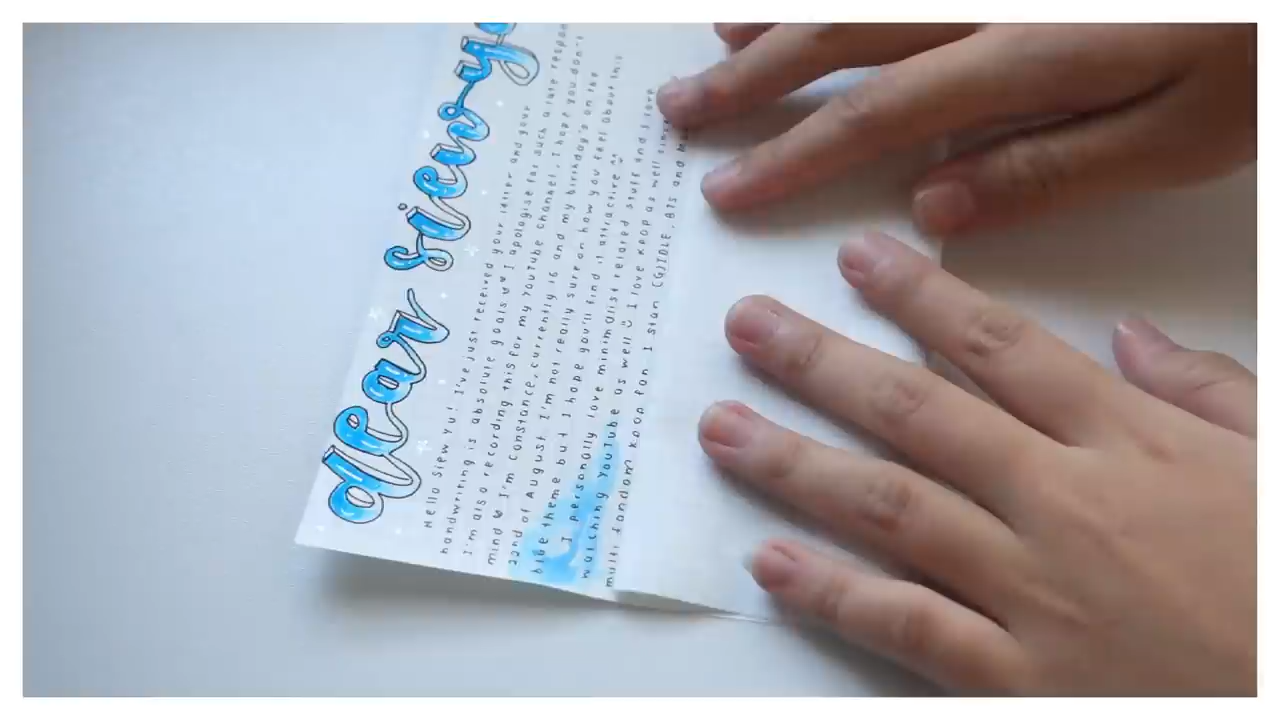 dear siew yu
Hello Siew Yu! I've just received your letter and your
handwriting is absolute goals I apologise for such a late
I'm also recording this for my YouTube channel, I hope you don't
mind I'm Constance, currently 16 and my birthday's on the
22nd of August I'm not really sure on how you feel about this
blue theme but I hope you'll find it attractive ^^
I personally love minimalist related stuff and I love
watching YouTube as well I love KPOP as well
multi fandom kpop fan. I stan (G)IDLE, BTS and